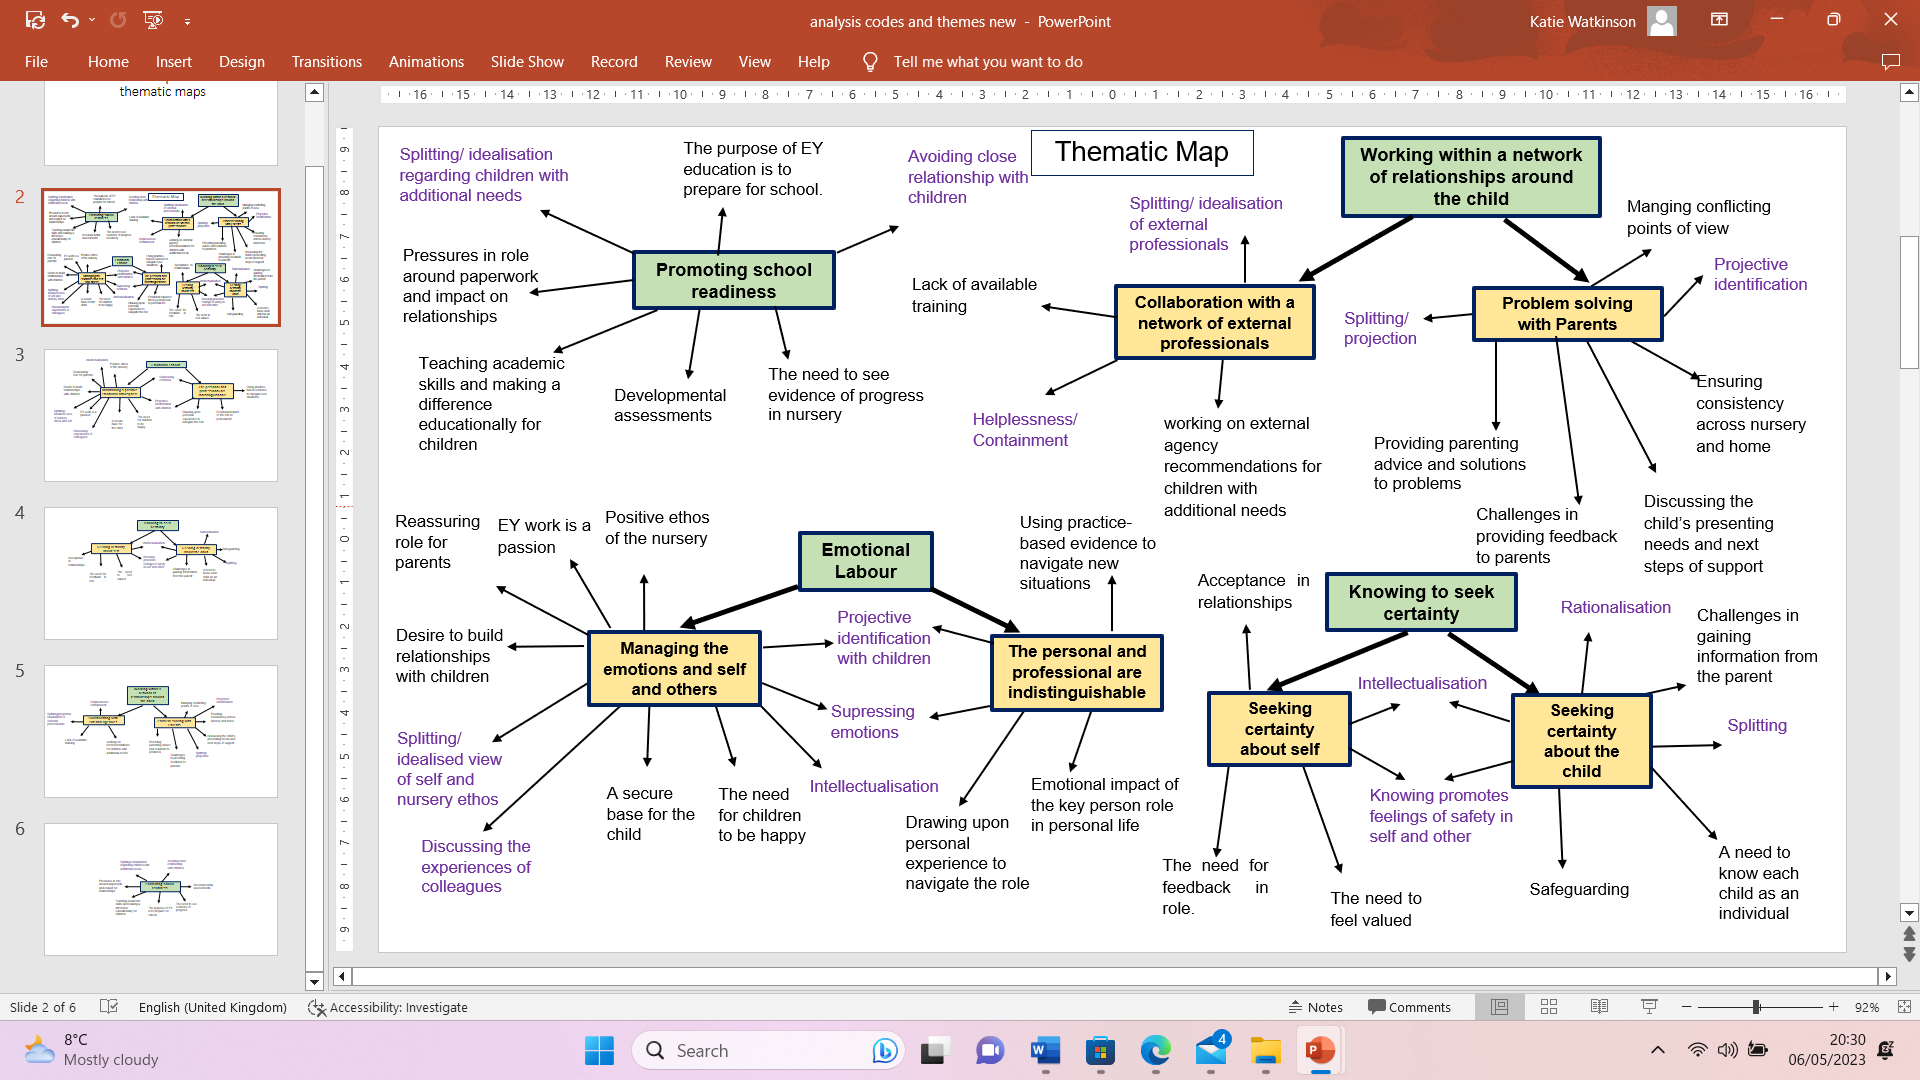 analysis codes and themes new - PowerPoint
Katie Watkinson
File
Home
Insert
Design
Transitions
Animations
Slide Show
Record
Review
View
Help
Tell me what you want to do
thematic maps
2
3
4
5
6
Thematic Map
Splitting/ idealisation
regarding children with
additional needs
The purpose of EY
education is to
prepare for school.
Avoiding close
relationship with
children
Pressures in role
around paperwork
and impact on
relationships
Promoting school
readiness
Teaching academic
skills and making a
difference
educationally for
children
Developmental
assessments
The need to see
evidence of progress
in nursery
Working within a network
of relationships around
the child
Splitting/ idealisation
of external
professionals
Lack of available
training
Collaboration with a
network of external
professionals
Helplessness/
Containment
working on external
agency
recommendations for
children with
additional needs
Manging conflicting
points of view
Projective
identification
Splitting/
projection
Problem solving
with Parents
Ensuring
consistency
across nursery
and home
Providing parenting
advice and solutions
to problems
Challenges in
providing feedback
to parents
Discussing the
child's presenting
needs and next
steps of support
Reassuring
role for
parents
EY work is a
passion
Positive ethos
of the nursery
Emotional
Labour
Using practice-
based evidence to
navigate new
situations
Desire to build
relationships
with children
Managing the
emotions and self
and others
Projective
identification
with children
The personal and
professional are
indistinguishable
Supressing
emotions
Splitting/
idealised view
of self and
nursery ethos
Discussing the
experiences of
colleagues
A secure
base for the
child
The need
for children
to be happy
Intellectualisation
Drawing upon
personal
experience to
navigate the role
Emotional impact of
the key person role
in personal life
Acceptance in
relationships
Knowing to seek
certainty
Rationalisation
Challenges in
gaining
information from
the parent
Intellectualisation
Seeking
certainty
about self
Seeking
certainty
about the
child
Splitting
Knowing promotes
feelings of safety in
self and other
The need for
feedback in
role.
The need to
feel valued
Safeguarding
A need to
know each
child as an
individual
Slide 2 of 6
English (United Kingdom)
Accessibility: Investigate
Notes
Comments
92%
8°C
Mostly cloudy
Search
4
20:30
06/05/2023